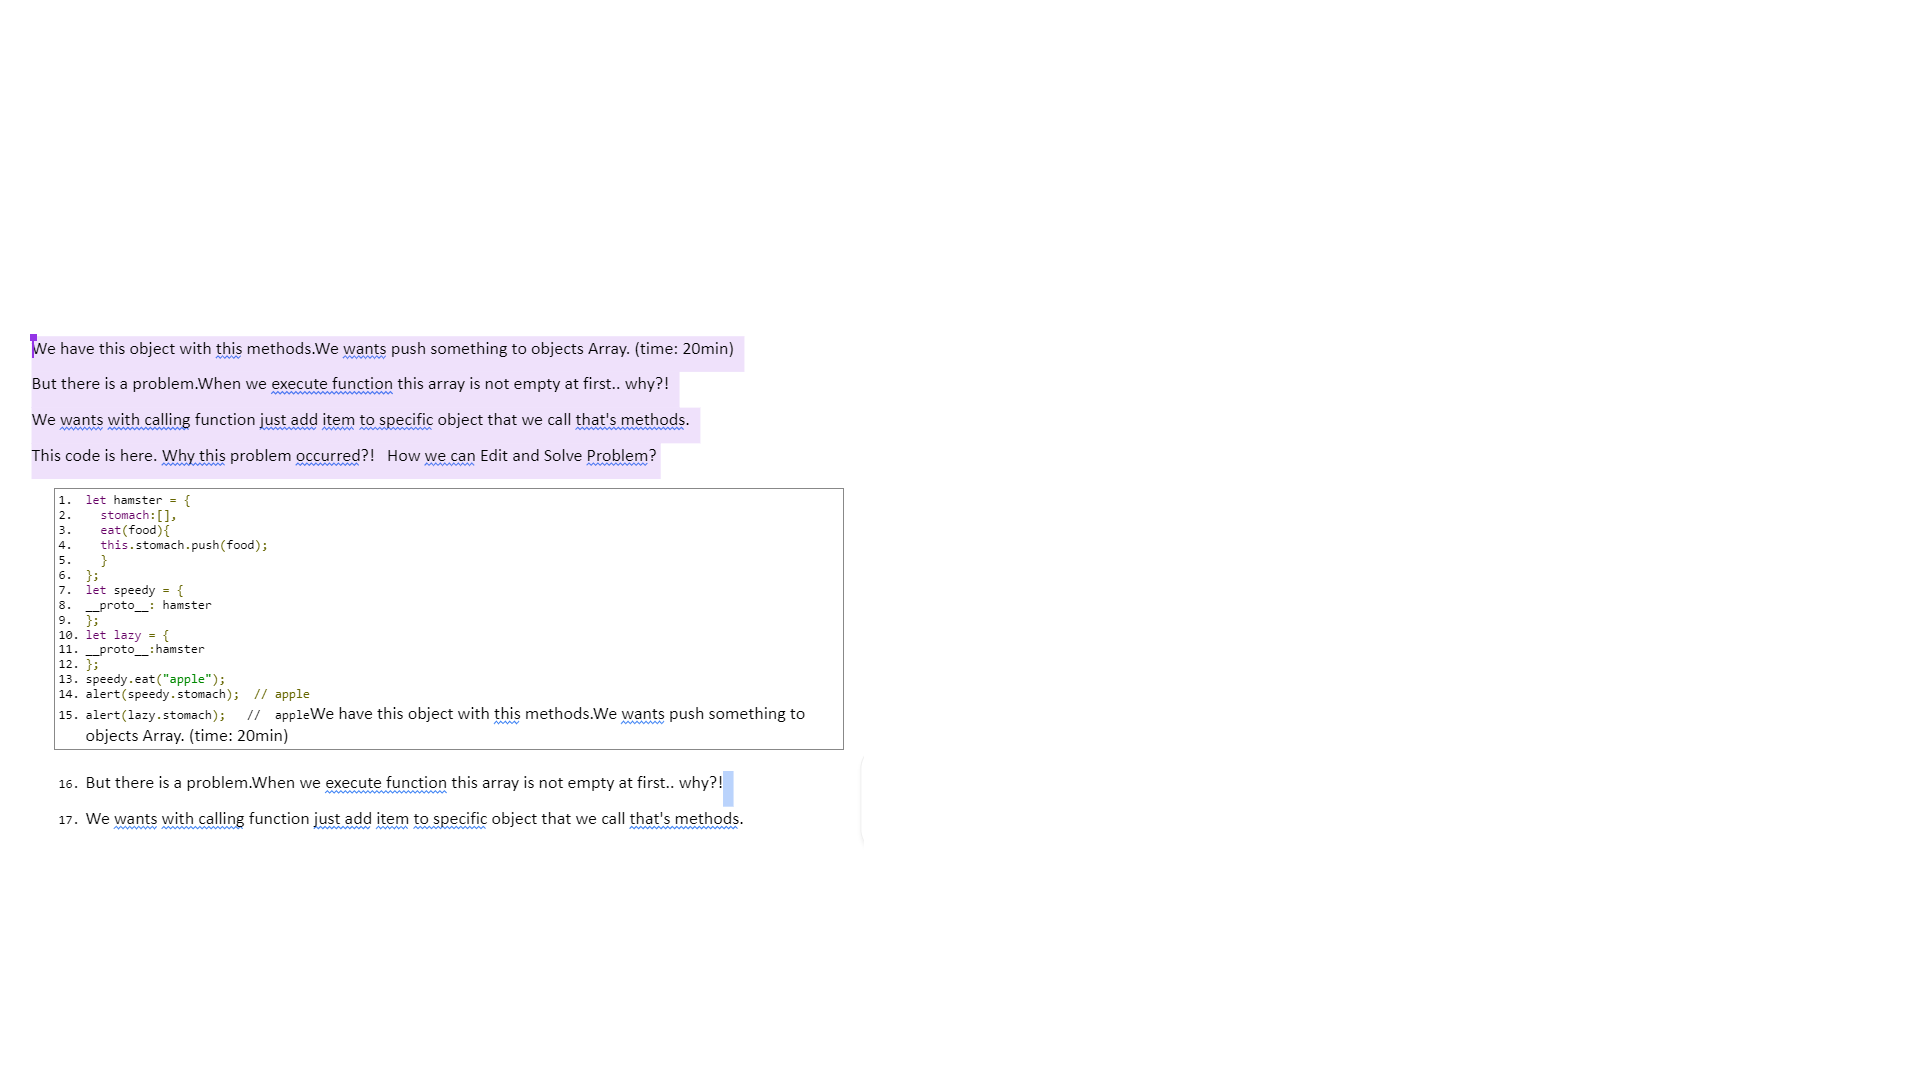 We have this object with this methods.We wants push something to objects Array. (time: 20min)
But there is a problem.When we execute function this array is not empty at first.. why?!
We wants with calling function just add item to specific object that we call that's methods.
This code is here. Why this problem occurred?!   How we can Edit and Solve Problem?
1. let hamster = {
2.   stomach:[],
3.   eat(food){
4.   this.stomach.push(food);
5.   }
6. };
7. let speedy = {
8. __proto__: hamster
9. };
10. let lazy = {
11. __proto__:hamster
12. };
13. speedy.eat("apple");
14. alert(speedy.stomach);  // apple
15. alert(lazy.stomach);   //  appleWe have this object with this methods.We wants push something to
objects Array. (time: 20min)
16. But there is a problem.When we execute function this array is not empty at first.. why?!
17. We wants with calling function just add item to specific object that we call that's methods.